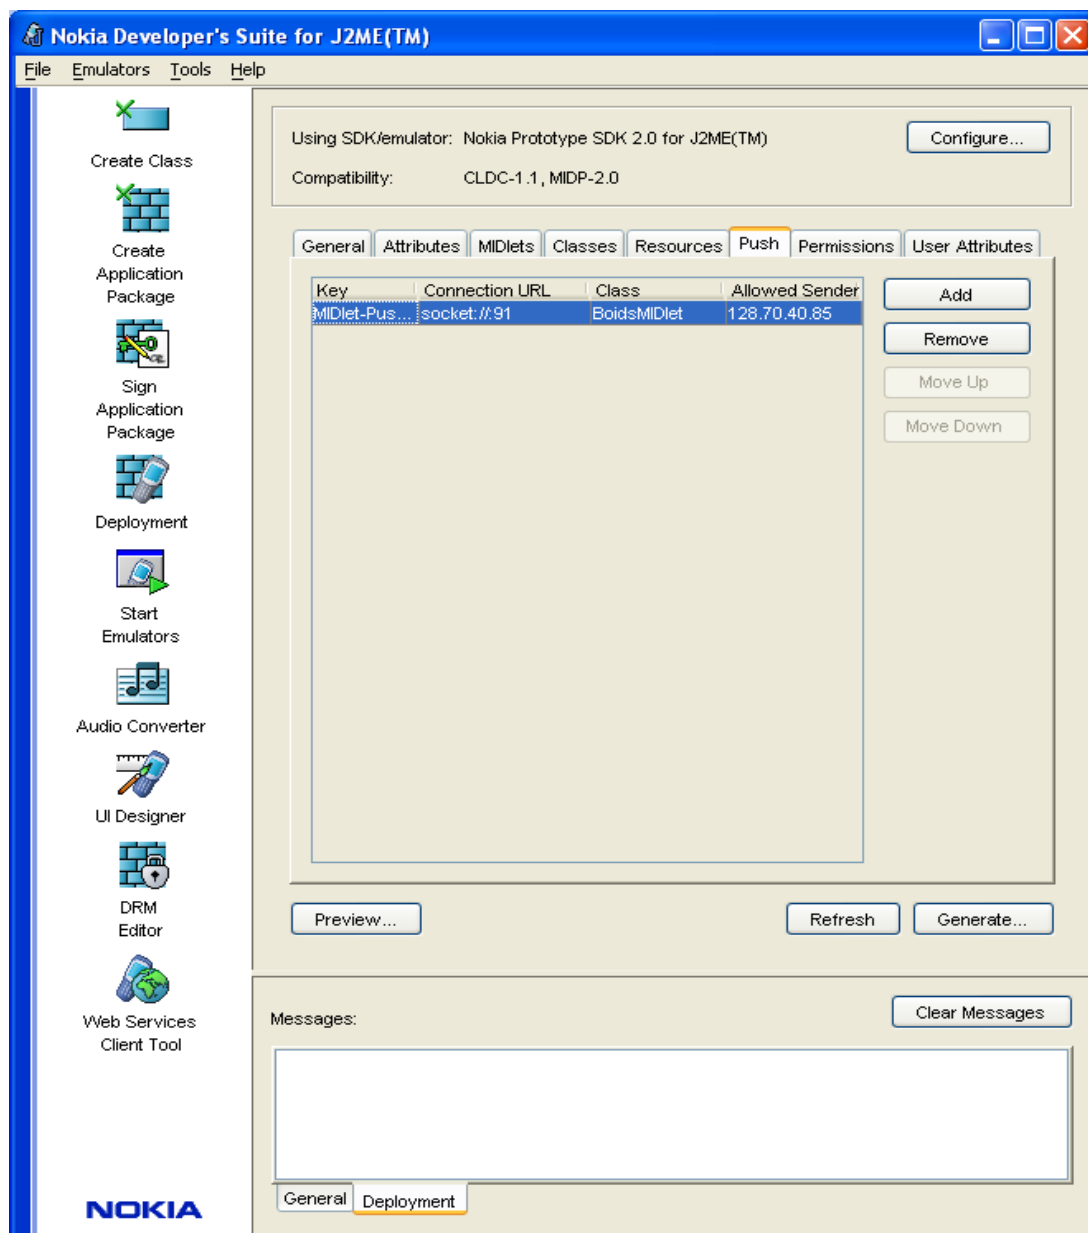 Nokia Developer's Suite for J2ME(TM)
File Emulators Tools Help
Create Class
Create
Application
Package
Sign
Application
Package
Deployment
Start
Emulators
Audio Converter
UI Designer
DRM
Editor
Web Services
Client Tool
NOKIA
Using SDK/emulator: Nokia Prototype SDK 2.0 for J2ME(TM)
Configure...
Compatibility: CLDC-1.1, MIDP-2.0
General Attributes MIDlets Classes Resources Push Permissions User Attributes
Key Connection URL Class Allowed Sender
MIDlet-Pus... socket://:91 BoidsMIDlet 128.70.40.85
Add
Remove
Move Up
Move Down
Preview... Refresh Generate...
Messages:
Clear Messages
General Deployment